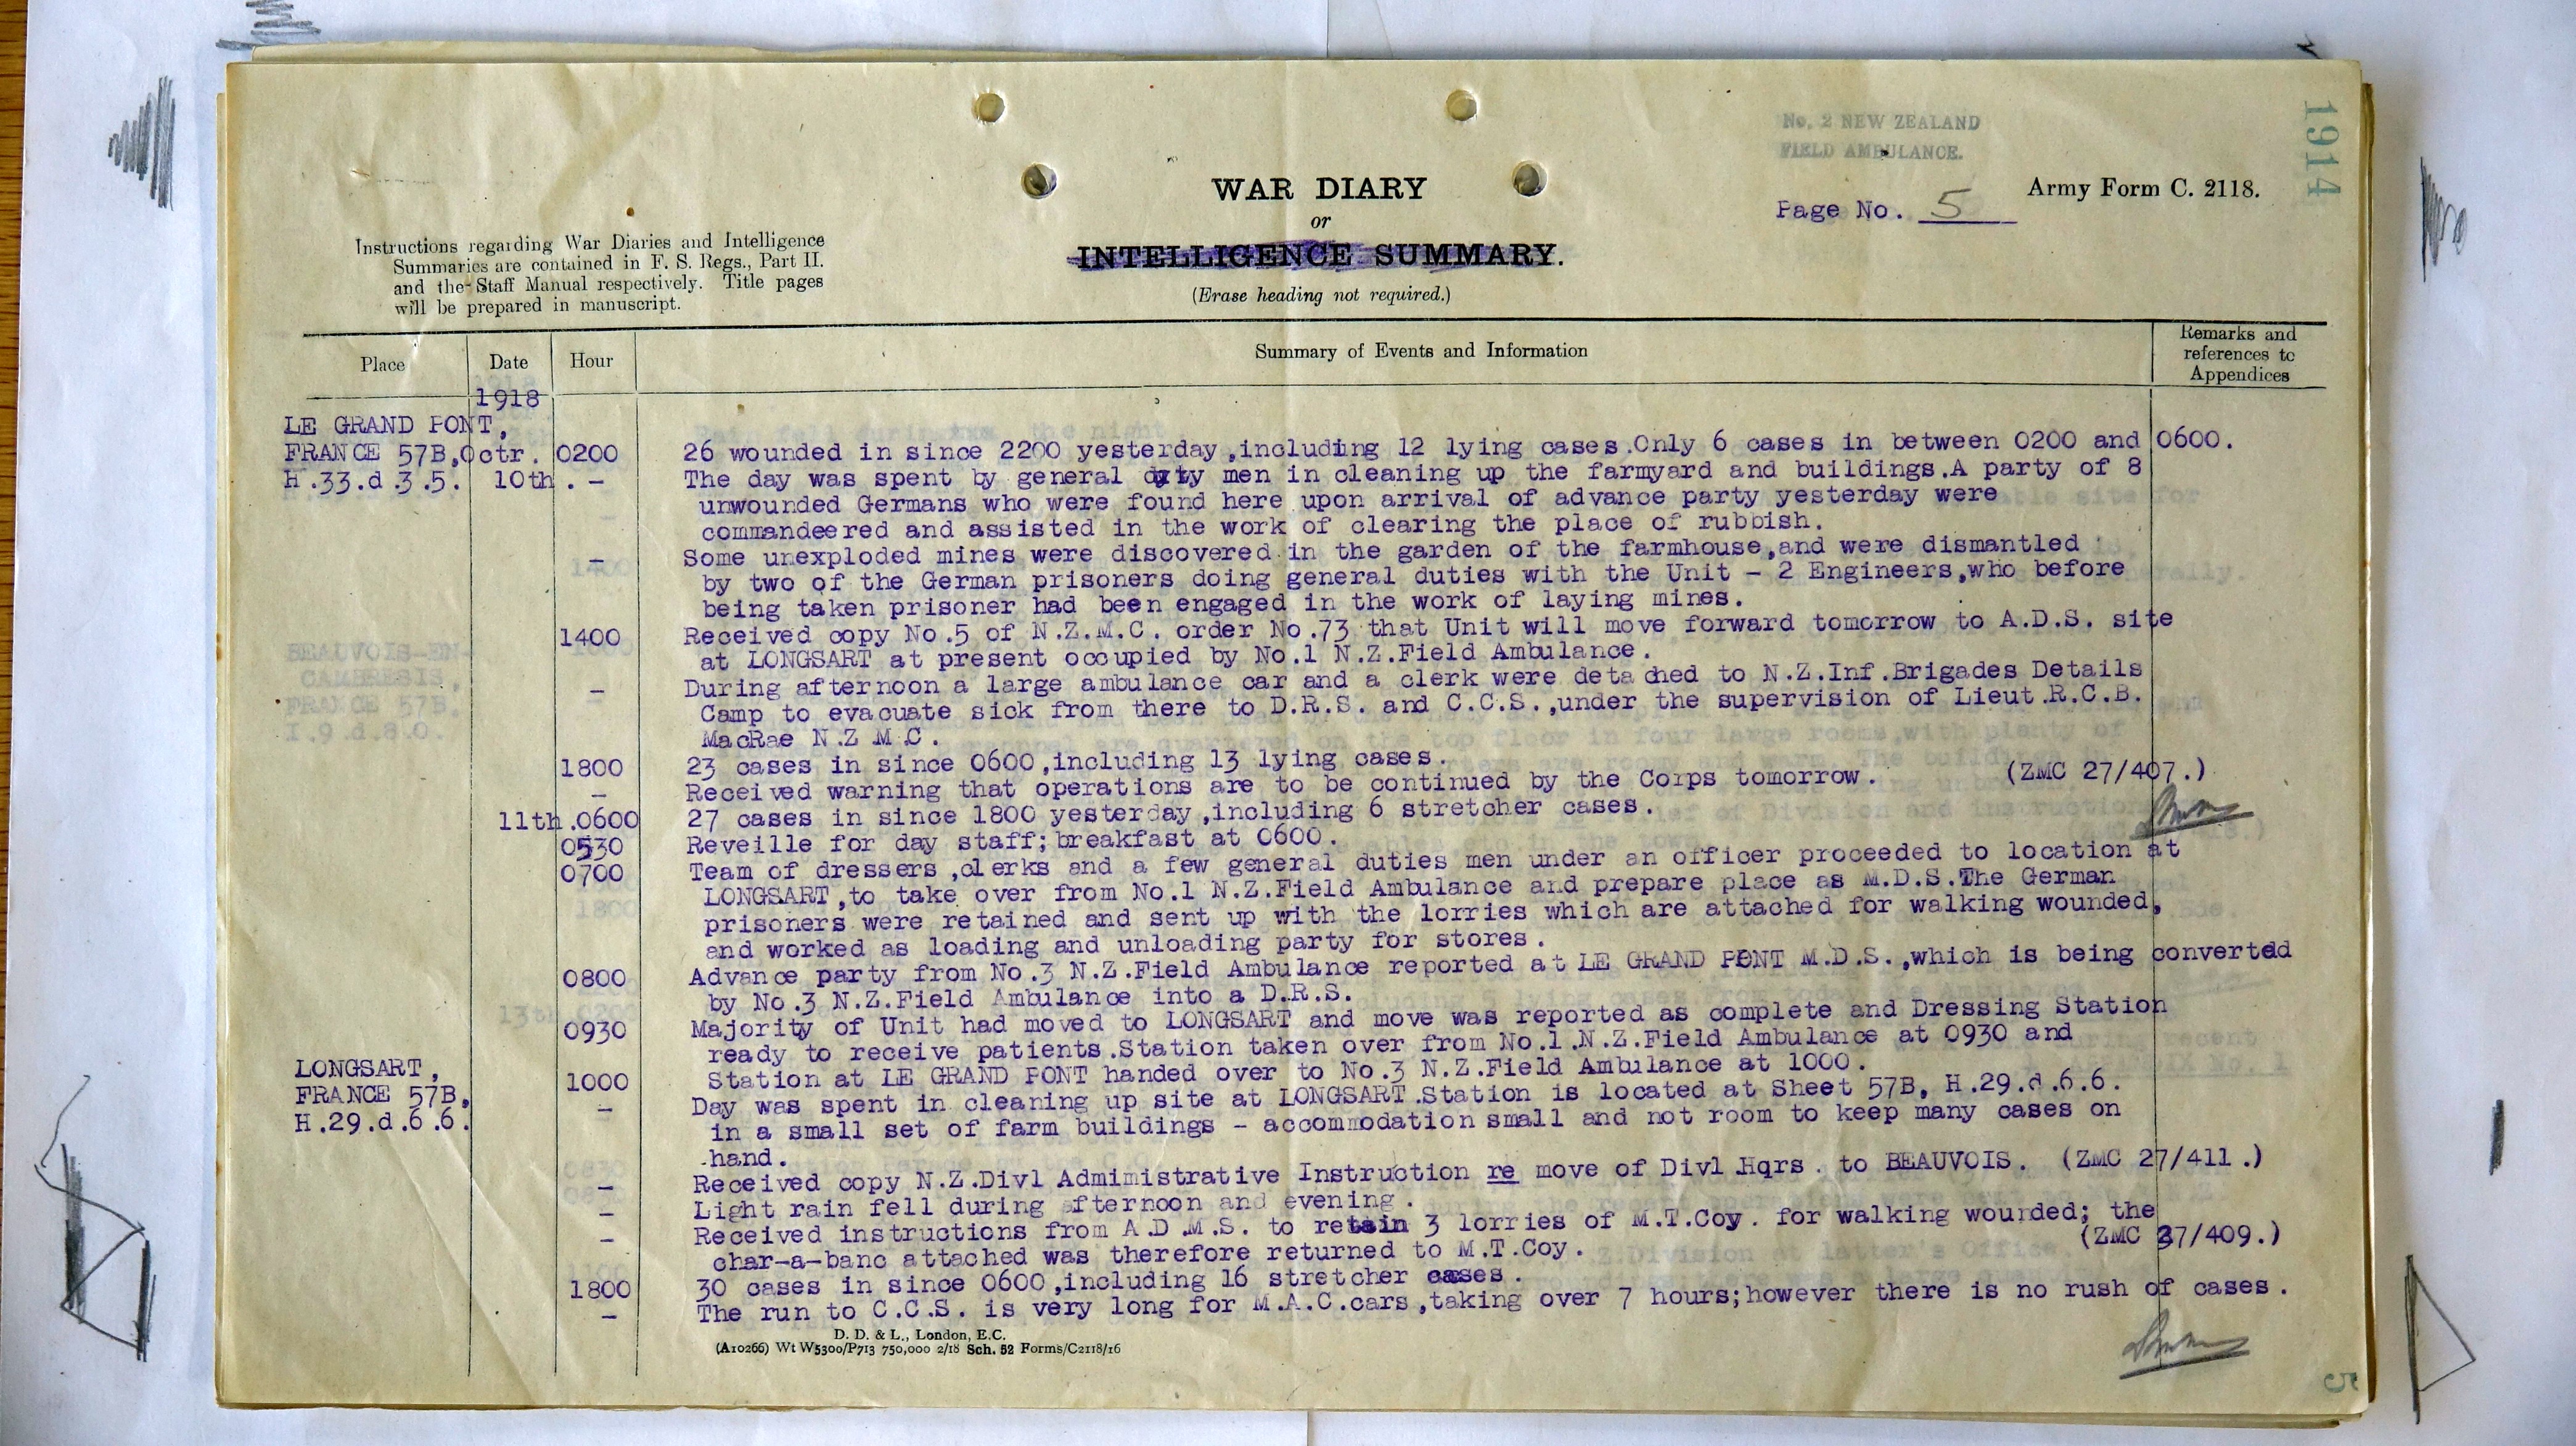 No. 2 NEW ZEALAND
FIELD AMBULANCE.
1914
WAR DIARY
or
INTELLIGENCE SUMMARY.
(Erase heading not required.)
Page No. 5
Army Form C. 2118.
Instructions regarding War Diaries and Intelligence
Summaries are contained in F. S. Regs., Part II.
and the Staff Manual respectively. Title pages
will be prepared in manuscript.
Place Date Hour Summary of Events and Information Remarks and references to Appendices
1918
LE GRAND PONT,
FRANCE 57B, Octr. 0200 26 wounded in since 2200 yesterday, including 12 lying cases. Only 6 cases in between 0200 and 0600.
H.33.d 3.5. 10th. - The day was spent by general duty men in cleaning up the farmyard and buildings. A party of 8
unwounded Germans who were found here upon arrival of advance party yesterday were
commandeered and assisted in the work of clearing the place of rubbish.
- Some unexploded mines were discovered in the garden of the farmhouse, and were dismantled
by two of the German prisoners doing general duties with the Unit - 2 Engineers, who before
being taken prisoner had been engaged in the work of laying mines.
1400 Received copy No.5 of N.Z.M.C. order No.73 that Unit will move forward tomorrow to A.D.S. site
at LONGSART at present occupied by No.1 N.Z.Field Ambulance.
- During afternoon a large ambulance car and a clerk were detached to N.Z.Inf.Brigades Details
Camp to evacuate sick from there to D.R.S. and C.C.S., under the supervision of Lieut.R.C.B.
MacRae N.Z M.C.
1800 23 cases in since 0600, including 13 lying cases.
- Received warning that operations are to be continued by the Corps tomorrow. (ZMC 27/407.)
11th. 0600 27 cases in since 1800 yesterday, including 6 stretcher cases.
0530 Reveille for day staff; breakfast at 0600.
0700 Team of dressers, clerks and a few general duties men under an officer proceeded to location at
LONGSART, to take over from No.1 N.Z.Field Ambulance and prepare place as M.D.S. The German
prisoners were retained and sent up with the lorries which are attached for walking wounded,
and worked as loading and unloading party for stores.
0800 Advance party from No.3 N.Z.Field Ambulance reported at LE GRAND PONT M.D.S., which is being converted
by No.3 N.Z.Field Ambulance into a D.R.S.
0930 Majority of Unit had moved to LONGSART and move was reported as complete and Dressing Station
ready to receive patients. Station taken over from No.1.N.Z.Field Ambulance at 0930 and
LONGSART, 1000 Station at LE GRAND PONT handed over to No.3 N.Z.Field Ambulance at 1000.
FRANCE 57B, - Day was spent in cleaning up site at LONGSART. Station is located at Sheet 57B, H.29.d.6.6.
H.29.d.6.6. in a small set of farm buildings - accommodation small and not room to keep many cases on
hand.
- Received copy N.Z.Divl Admimistrative Instruction re move of Divl Hqrs. to BEAUVOIS. (ZMC 27/411.)
- Light rain fell during afternoon and evening.
- Received instructions from A.D.M.S. to retain 3 lorries of M.T.Coy. for walking wounded; the
char-a-banc attached was therefore returned to M.T.Coy. (ZMC 27/409.)
1800 30 cases in since 0600, including 16 stretcher cases.
- The run to C.C.S. is very long for M.A.C.cars, taking over 7 hours; however there is no rush of cases.
D. D. & L., London, E.C.
(A10266) Wt W5300/P713 750,000 2/18 Sch. 52 Forms/C2118/16
5